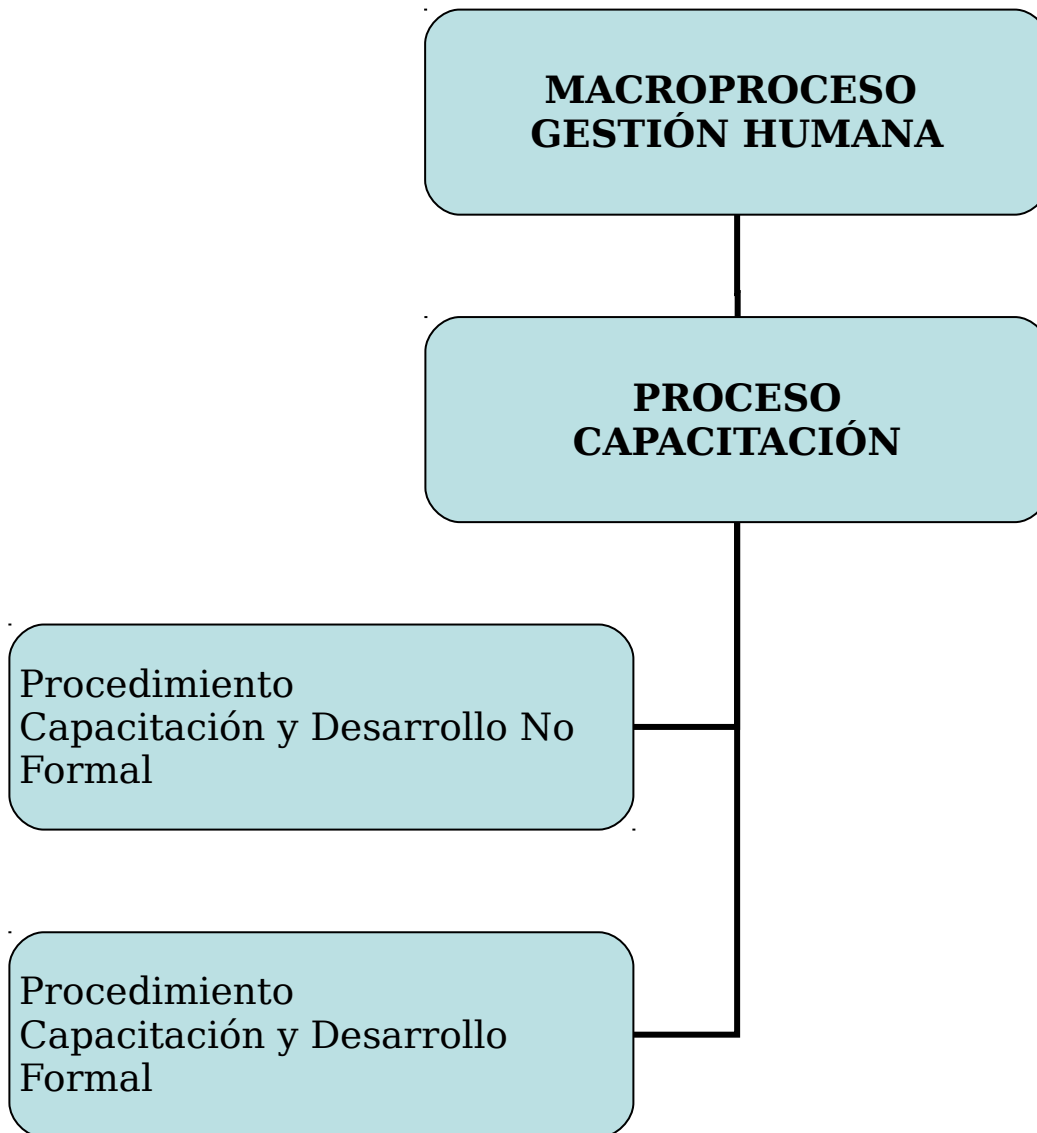 MACROPROCESO
GESTIÓN HUMANA
PROCESO
CAPACITACIÓN
Procedimiento
Capacitación y Desarrollo No
Formal
Procedimiento
Capacitación y Desarrollo
Formal